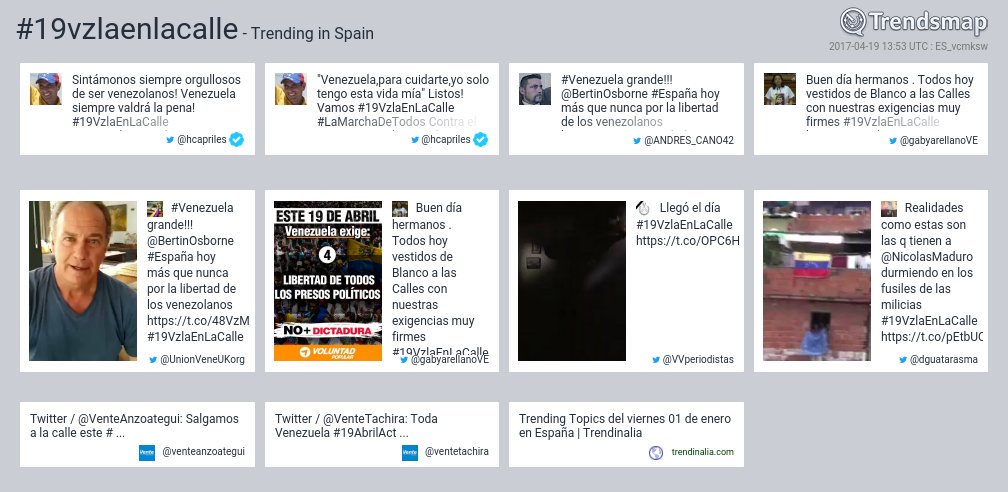 #19vzlaenlacalle - Trending in Spain
Trendsmap
2017-04-19 13:53 UTC : ES_vcmksw
Sintámonos siempre orgullosos
de ser venezolanos! Venezuela
siempre valdrá la pena!
#19VzlaEnLaCalle
@hcapriles
"Venezuela,para cuidarte,yo solo
tengo esta vida mía" Listos!
Vamos #19VzlaEnLaCalle
#LaMarchaDeTodos Contra el
@hcapriles
#Venezuela grande!!!
@BertinOsborne #España hoy
más que nunca por la libertad
de los venezolanos
@ANDRES_CANO42
Buen día hermanos . Todos hoy
vestidos de Blanco a las Calles
con nuestras exigencias muy
firmes #19VzlaEnLaCalle
@gabyarellanoVE
#Venezuela
grande!!!
@BertinOsborne
#España hoy
más que nunca
por la libertad
de los
venezolanos
https://t.co/48VzM
#19VzlaEnLaCalle
@UnionVeneUKorg
ESTE 19 DE ABRIL
Venezuela exige:
4
LIBERTAD DE TODOS
LOS PRESOS POLÍTICOS
NO+ DICTADURA
VOLUNTAD
POPULAR
Buen día
hermanos .
Todos hoy
vestidos de
Blanco a las
Calles con
nuestras
exigencias muy
firmes
#19VzlaEnLaCalle
@gabyarellanoVE
Llegó el día
#19VzlaEnLaCalle
https://t.co/OPC6H
@VVperiodistas
Realidades
como estas son
las q tienen a
@NicolasMaduro
durmiendo en los
fusiles de las
milicias
#19VzlaEnLaCalle
https://t.co/pEtbUC
@dguatarasma
Twitter / @VenteAnzoategui: Salgamos
a la calle este # ...
Vente
@venteanzoategui
Twitter / @VenteTachira: Toda
Venezuela #19AbrilAct ...
Vente
@ventetachira
Trending Topics del viernes 01 de enero
en España | Trendinalia
trendinalia.com